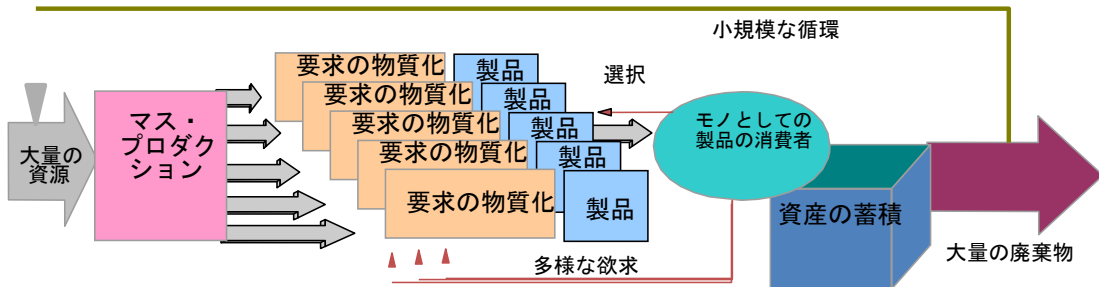 小規模な循環
大量の
資源
マス・
プロダク
ション
要求の物質化
製品
要求の物質化
製品
要求の物質化
製品
要求の物質化
製品
要求の物質化
製品
選択
モノとしての
製品の消費者
資産の蓄積
大量の廃棄物
多様な欲求